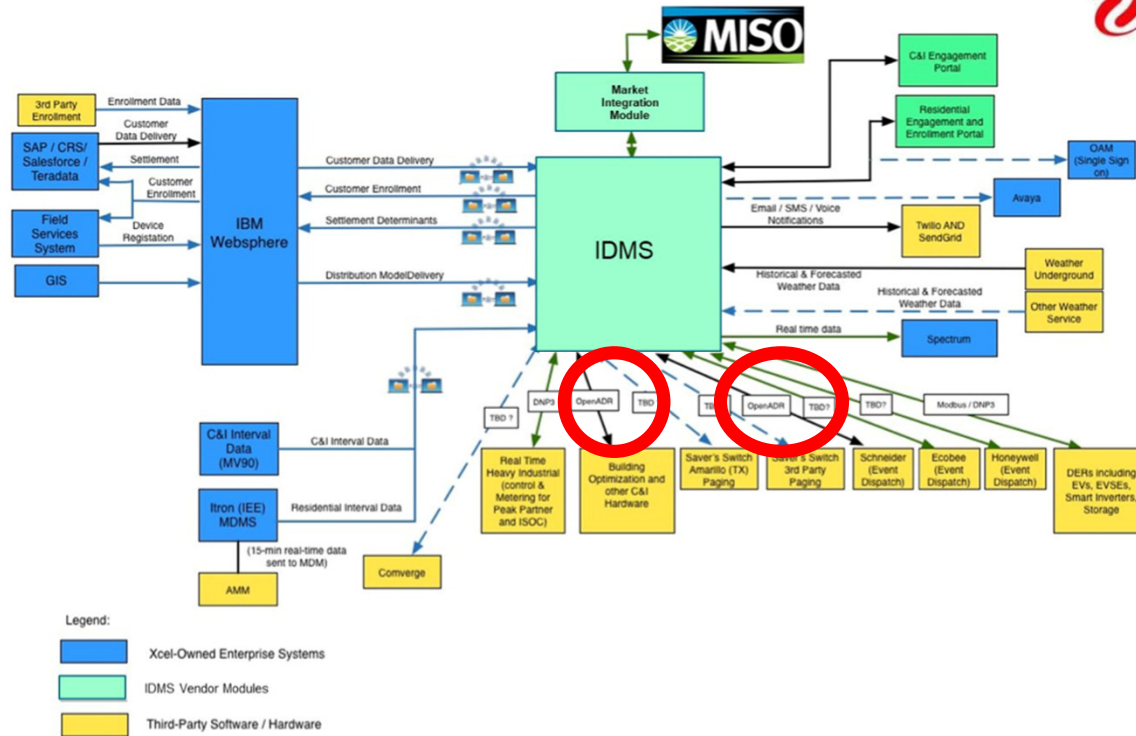 MISO
C&I Engagement
Portal
Market
Integration
Module
3rd Party
Enrollment
Enrollment Data
Residential
Engagement and
Enrollment Portal
Customer
Data Delivery
SAP / CRS/
Salesforce /
Teradata
Settlement
Customer
Enrollment
Field
Services
System
Device
Registation
GIS
IBM
Websphere
Customer Data Delivery
Customer Enrollment
Settlement Determinants
Distribution ModelDelivery
IDMS
OAM
(Single Sign
on)
Avaya
Email / SMS / Voice
Notifications
Twilio AND
SendGrid
Weather
Underground
Historical & Forecasted
Weather Data
Historical & Forecasted
Weather Data
Other Weather
Service
Real time data
Spectrum
TBD ?
DNP3
OpenADR
TBD
OpenADR
TBD?
TBD?
Modbus / DNP3
C&I Interval
Data
(MV90)
C&I Interval Data
Itron (IEE)
MDMS
Residential Interval Data
(15-min real-time data
sent to MDM)
AMM
Comverge
Real Time
Heavy Industrial
(control &
Metering for
Peak Partner
and ISOC)
Building
Optimization and
other C&I
Hardware
Saver's Switch
Amarillo (TX)
Paging
Saver's Switch
3rd Party
Paging
Schneider
(Event
Dispatch)
Ecobee
(Event
Dispatch)
Honeywell
(Event
Dispatch)
DERs including
EVs, EVSEs,
Smart Inverters,
Storage
Legend:
Xcel-Owned Enterprise Systems
IDMS Vendor Modules
Third-Party Software / Hardware